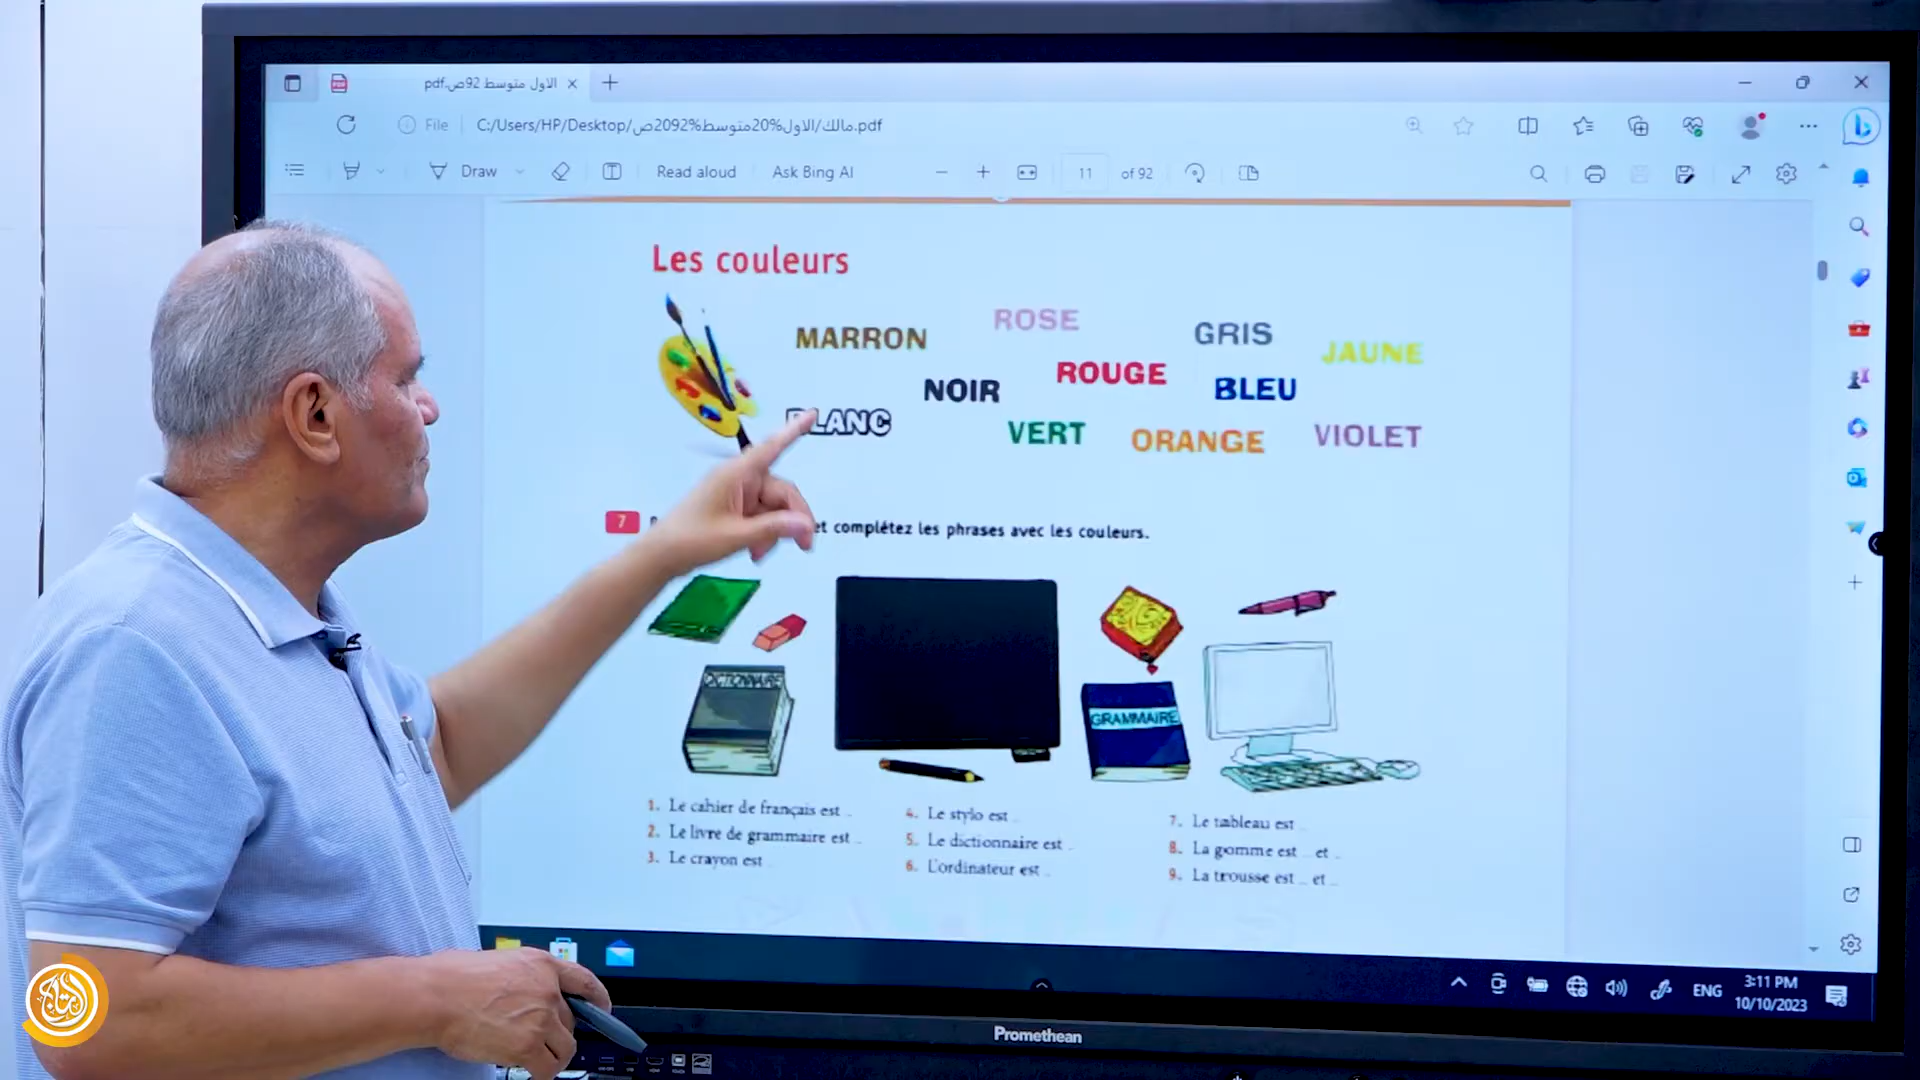 الاول متوسط 92ص.pdf
File C:/Users/HP/Desktop/مالك/الاول%20متوسط%2092ص.pdf
Draw Read aloud Ask Bing AI 11 of 92
Les couleurs
ROSE
MARRON GRIS
JAUNE
ROUGE
NOIR BLEU
BLANC
VERT ORANGE VIOLET
7 et complétez les phrases avec les couleurs.
DICTIONNAIRE
GRAMMAIRE
1. Le cahier de français est ..
2. Le livre de grammaire est ..
3. Le crayon est
4. Le stylo est
5. Le dictionnaire est ..
6. L'ordinateur est ..
7. Le tableau est ..
8. La gomme est .. et ..
9. La trousse est .. et ..
ENG 3:11 PM
10/10/2023
Promethean
التاج